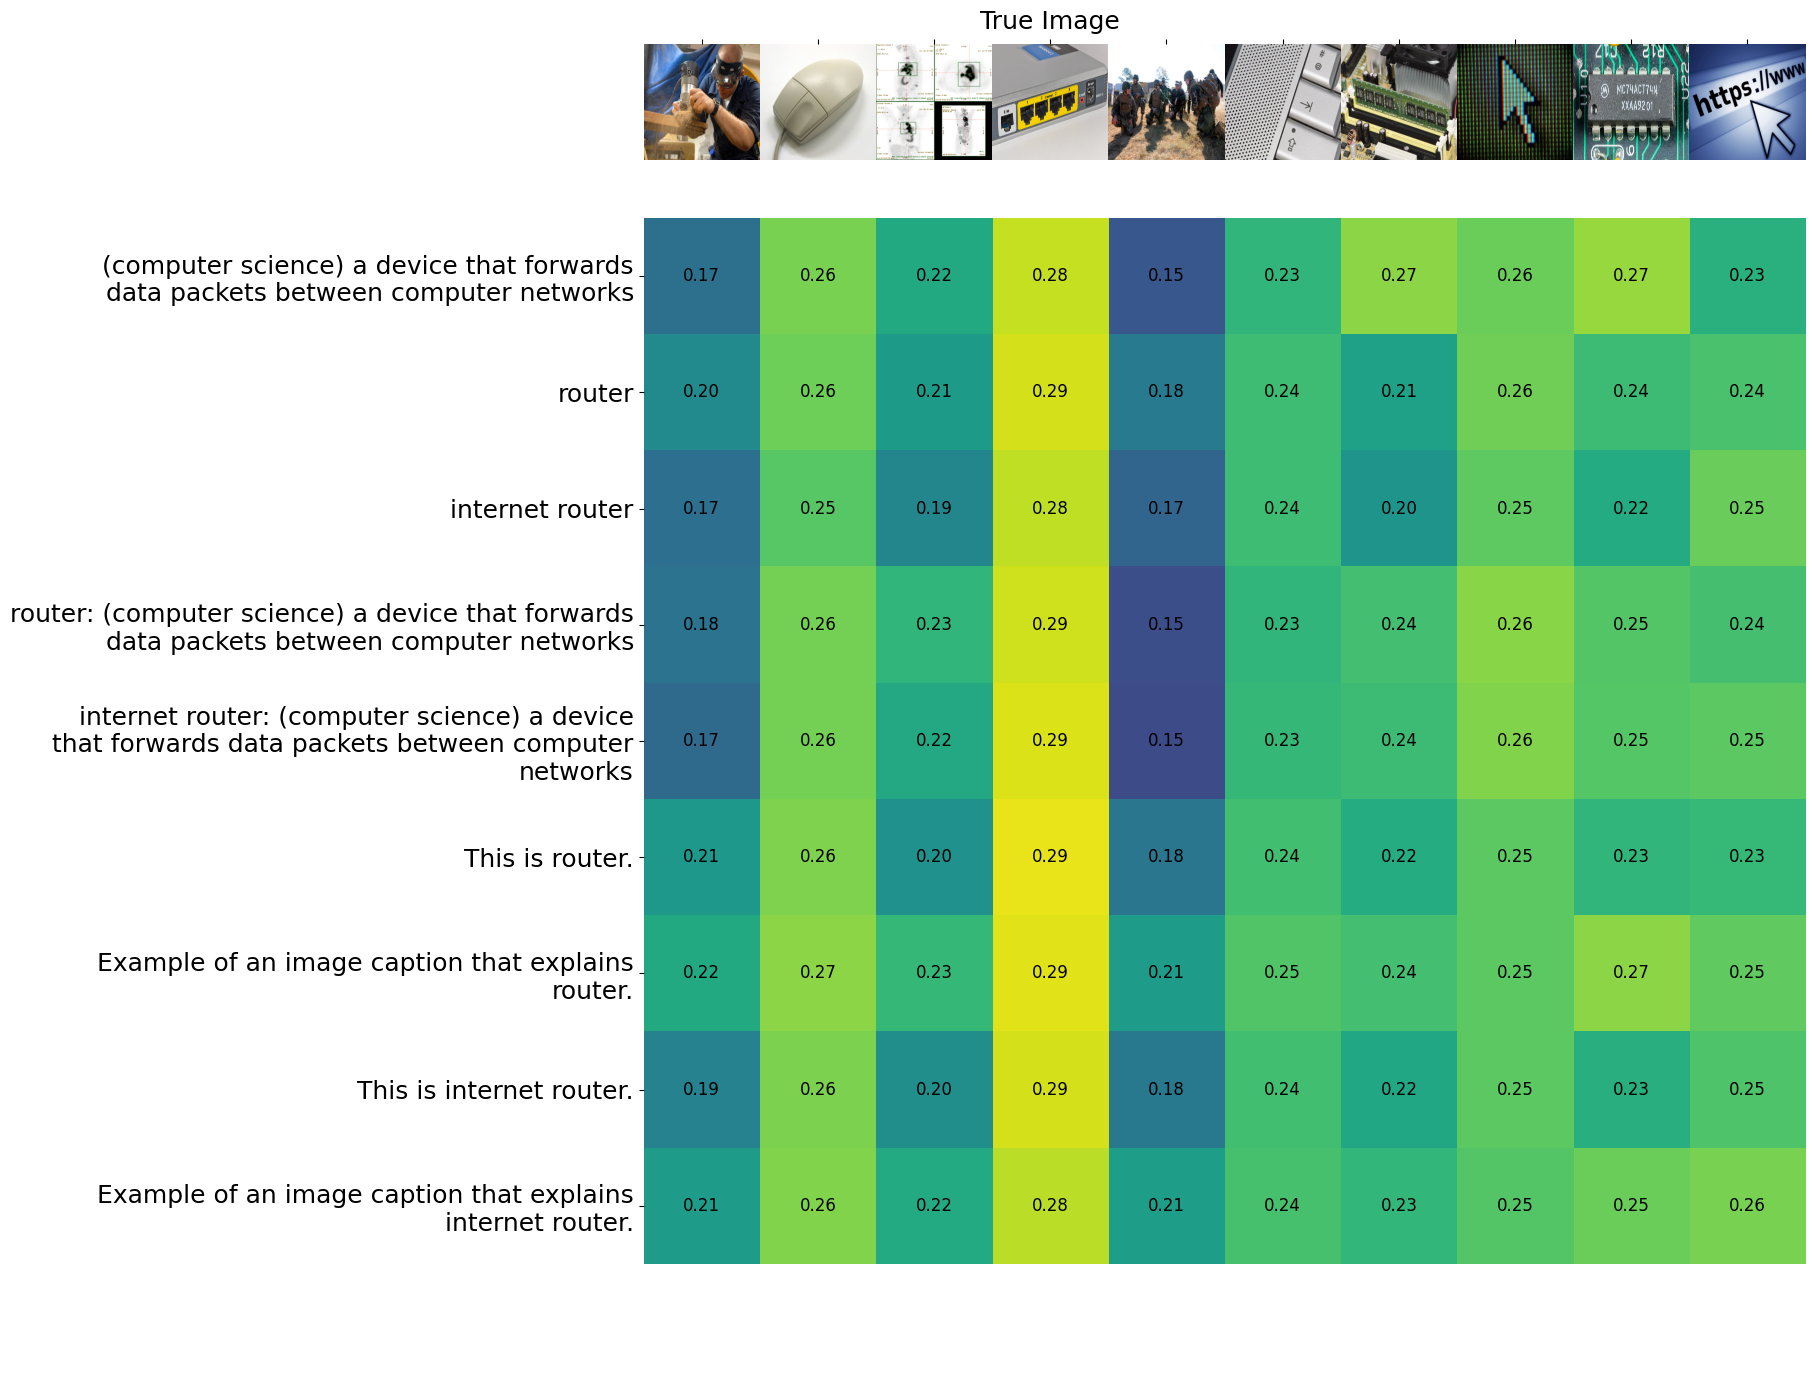 True Image
# @
C17
R12
U10
U22
MC74ACT74N
XXAA9201
https://www
(computer science) a device that forwards
data packets between computer networks
0.17 0.26 0.22 0.28 0.15 0.23 0.27 0.26 0.27 0.23
router
0.20 0.26 0.21 0.29 0.18 0.24 0.21 0.26 0.24 0.24
internet router
0.17 0.25 0.19 0.28 0.17 0.24 0.20 0.25 0.22 0.25
router: (computer science) a device that forwards
data packets between computer networks
0.18 0.26 0.23 0.29 0.15 0.23 0.24 0.26 0.25 0.24
internet router: (computer science) a device
that forwards data packets between computer
networks
0.17 0.26 0.22 0.29 0.15 0.23 0.24 0.26 0.25 0.25
This is router.
0.21 0.26 0.20 0.29 0.18 0.24 0.22 0.25 0.23 0.23
Example of an image caption that explains
router.
0.22 0.27 0.23 0.29 0.21 0.25 0.24 0.25 0.27 0.25
This is internet router.
0.19 0.26 0.20 0.29 0.18 0.24 0.22 0.25 0.23 0.25
Example of an image caption that explains
internet router.
0.21 0.26 0.22 0.28 0.21 0.24 0.23 0.25 0.25 0.26